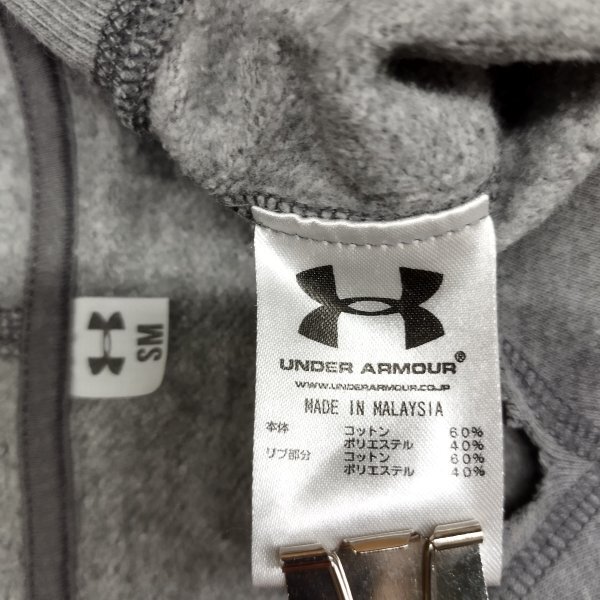 SM
UNDER ARMOUR®
WWW.UNDERARMOUR.CO.JP
MADE IN MALAYSIA
本体 コットン 60%
ポリエステル 40%
リブ部分 コットン 60%
ポリエステル 40%